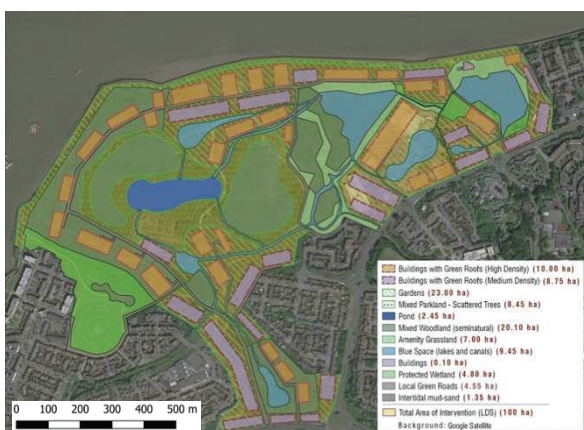 Buildings with Green Roofs (High Density) (10.00 ha)
Buildings with Green Roofs (Medium Density) (8.75 ha)
Gardens (23.00 ha)
Mixed Parkland - Scattered Trees (8.45 ha)
Pond (2.45 ha)
Mixed Woodland (seminatural) (20.10 ha)
Amenity Grassland (7.00 ha)
Blue Space (lakes and canals) (9.45 ha)
Buildings (0.10 ha)
Protected Wetland (4.80 ha)
Local Green Roads (4.55 ha)
Intertidal mud-sand (1.35 ha)
Total Area of Intervention (LDS) (100 ha)
Background: Google Satellite
0 100 200 300 400 500 m